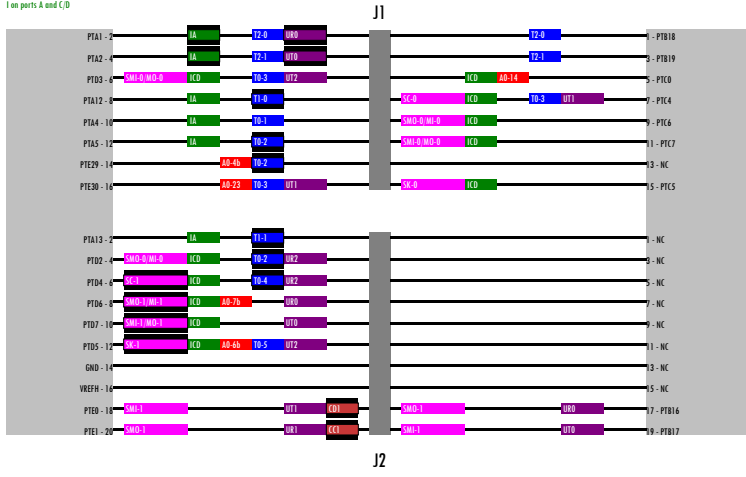 I on ports A and C/D
J1
PTA1 - 2 IA T2-0 UR0 T2-0 1 - PTB18
PTA2 - 4 IA T2-1 UT0 T2-1 3 - PTB19
PTD3 - 6 SMI-0/MO-0 ICD T0-3 UT2 ICD A0-14 5 - PTC0
PTA12 - 8 IA T1-0 SC-0 ICD T0-3 UT1 7 - PTC4
PTA4 - 10 IA T0-1 SMO-0/MI-0 ICD 9 - PTC6
PTA5 - 12 IA T0-2 SMI-0/MO-0 ICD 11 - PTC7
PTE29 - 14 A0-4b T0-2 13 - NC
PTE30 - 16 A0-23 T0-3 UT1 SK-0 ICD 15 - PTC5
PTA13 - 2 IA T1-1 1 - NC
PTD2 - 4 SMO-0/MI-0 ICD T0-2 UR2 3 - NC
PTD4 - 6 SC-1 ICD T0-4 UR2 5 - NC
PTD6 - 8 SMO-1/MI-1 ICD A0-7b UR0 7 - NC
PTD7 - 10 SMI-1/MO-1 ICD UT0 9 - NC
PTD5 - 12 SK-1 ICD A0-6b T0-5 UT2 11 - NC
GND - 14 13 - NC
VREFH - 16 15 - NC
PTE0 - 18 SMI-1 UT1 CD1 SMO-1 UR0 17 - PTB16
PTE1 - 20 SMO-1 UR1 CC1 SMI-1 UT0 19 - PTB17
J2